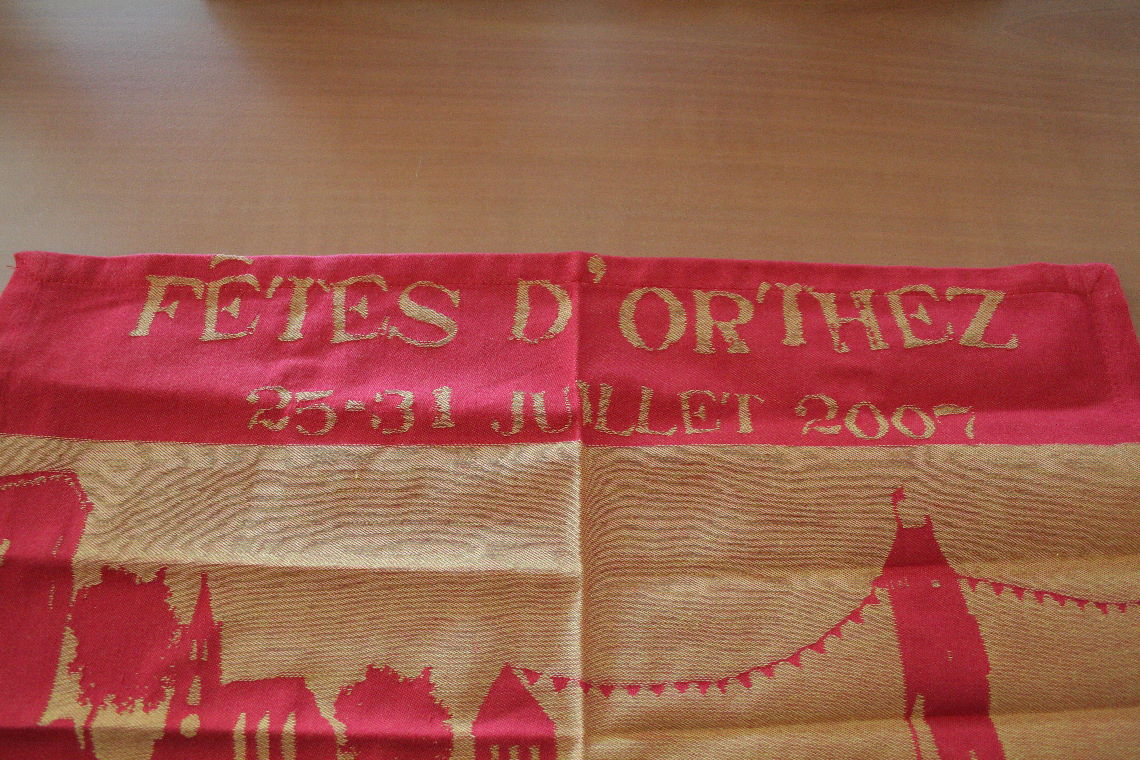 FÊTES D'ORTHEZ
25-31 JUILLET 2007